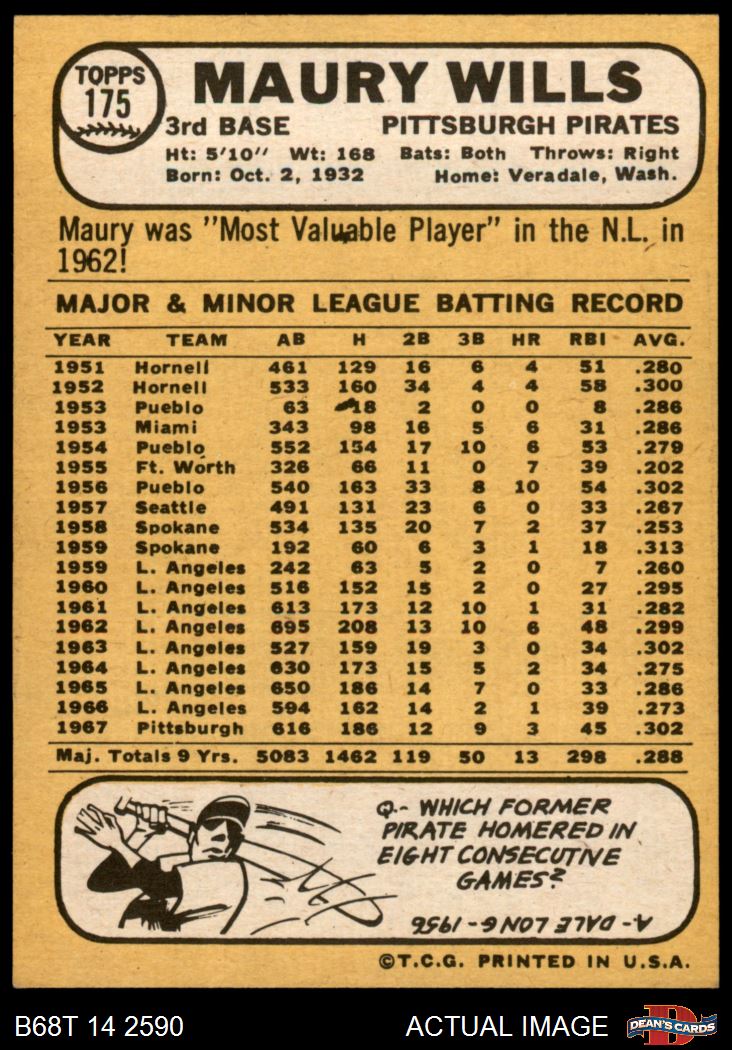 TOPPS
175
MAURY WILLS
3rd BASE PITTSBURGH PIRATES
Ht: 5'10" Wt: 168 Bats: Both Throws: Right
Born: Oct. 2, 1932 Home: Veradale, Wash.
Maury was "Most Valuable Player" in the N.L. in
1962!
MAJOR & MINOR LEAGUE BATTING RECORD
YEAR TEAM AB H 2B 3B HR RBI AVG.
1951 Hornell 461 129 16 6 4 51 .280
1952 Hornell 533 160 34 4 4 58 .300
1953 Pueblo 63 18 2 0 0 8 .286
1953 Miami 343 98 16 5 6 31 .286
1954 Pueblo 552 154 17 10 6 53 .279
1955 Ft. Worth 326 66 11 0 7 39 .202
1956 Pueblo 540 163 33 8 10 54 .302
1957 Seattle 491 131 23 6 0 33 .267
1958 Spokane 534 135 20 7 2 37 .253
1959 Spokane 192 60 6 3 1 18 .313
1959 L. Angeles 242 63 5 2 0 7 .260
1960 L. Angeles 516 152 15 2 0 27 .295
1961 L. Angeles 613 173 12 10 1 31 .282
1962 L. Angeles 695 208 13 10 6 48 .299
1963 L. Angeles 527 159 19 3 0 34 .302
1964 L. Angeles 630 173 15 5 2 34 .275
1965 L. Angeles 650 186 14 7 0 33 .286
1966 L. Angeles 594 162 14 2 1 39 .273
1967 Pittsburgh 616 186 12 9 3 45 .302
Maj. Totals 9 Yrs. 5083 1462 119 50 13 298 .288
Q.- WHICH FORMER
PIRATE HOMERED IN
EIGHT CONSECUTIVE
GAMES?
A- DALE LONG - 1956
©T.C.G. PRINTED IN U.S.A.
B68T 14 2590 ACTUAL IMAGE D DEAN'S CARDS